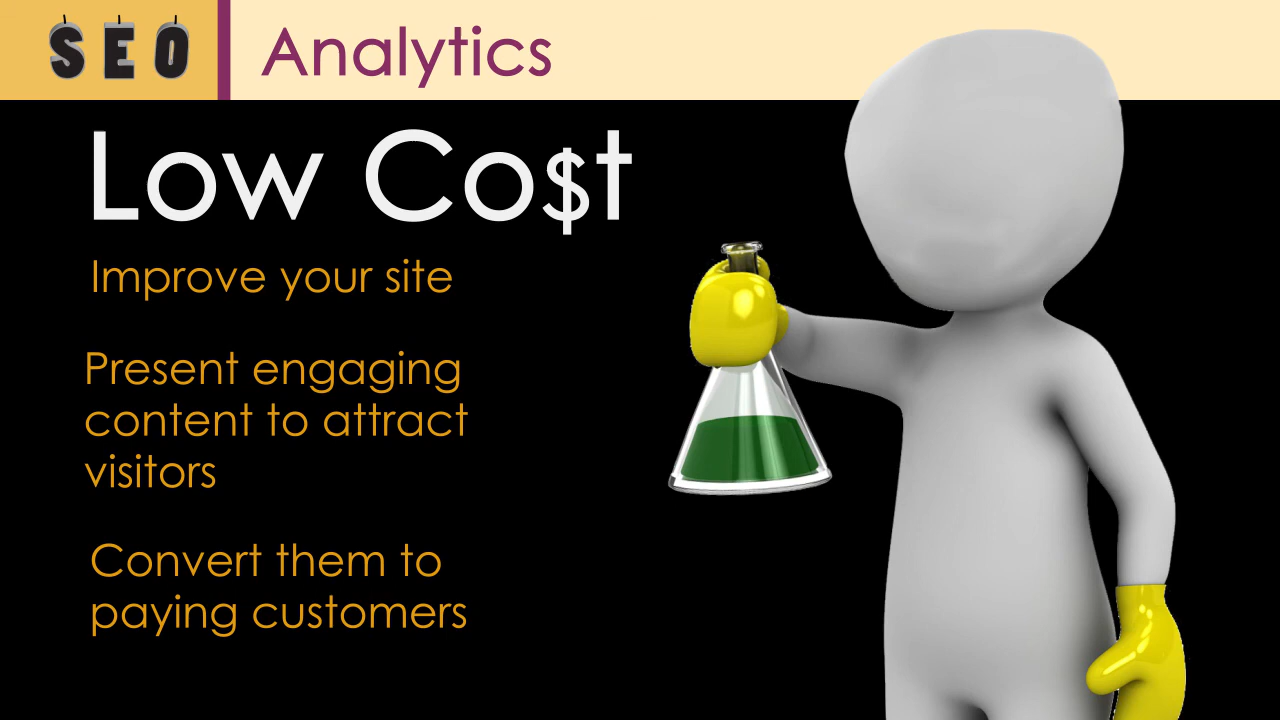 SEO
Analytics
Low Co$t
Improve your site
Present engaging
content to attract
visitors
Convert them to
paying customers